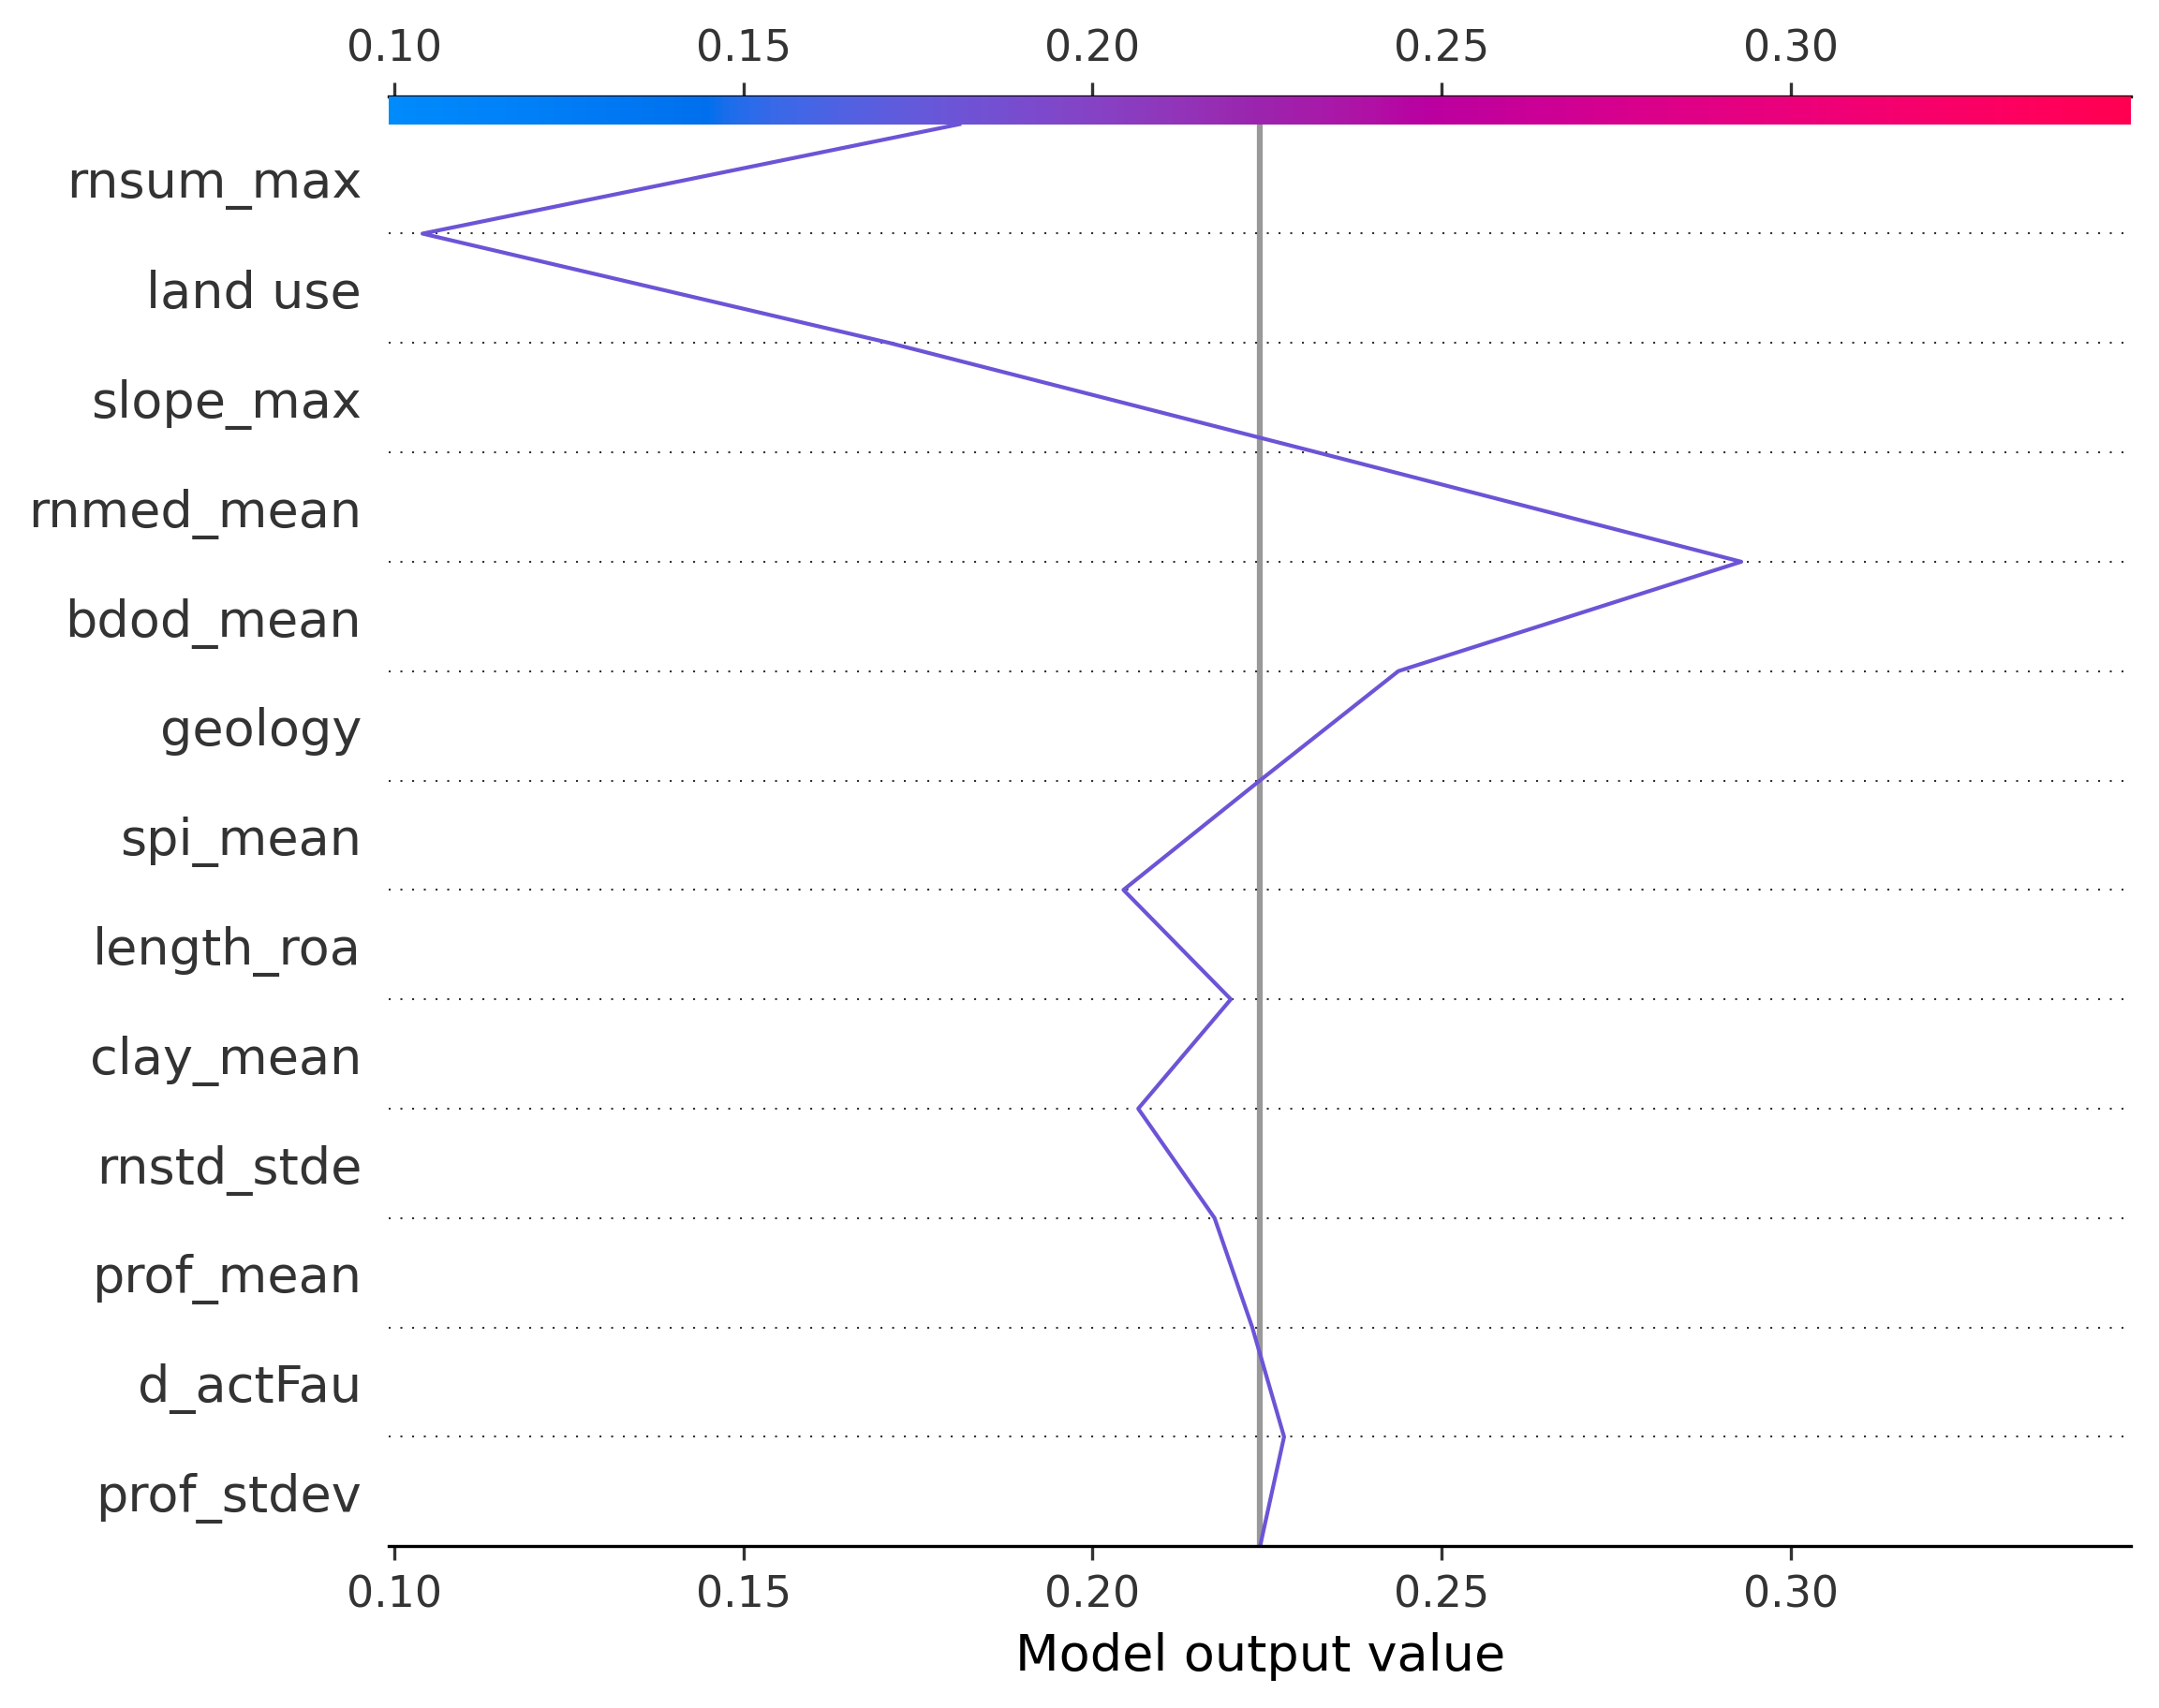 0.10 0.15 0.20 0.25 0.30
rnsum_max
land use
slope_max
rnmed_mean
bdod_mean
geology
spi_mean
length_roa
clay_mean
rnstd_stde
prof_mean
d_actFau
prof_stdev
0.10 0.15 0.20 0.25 0.30
Model output value